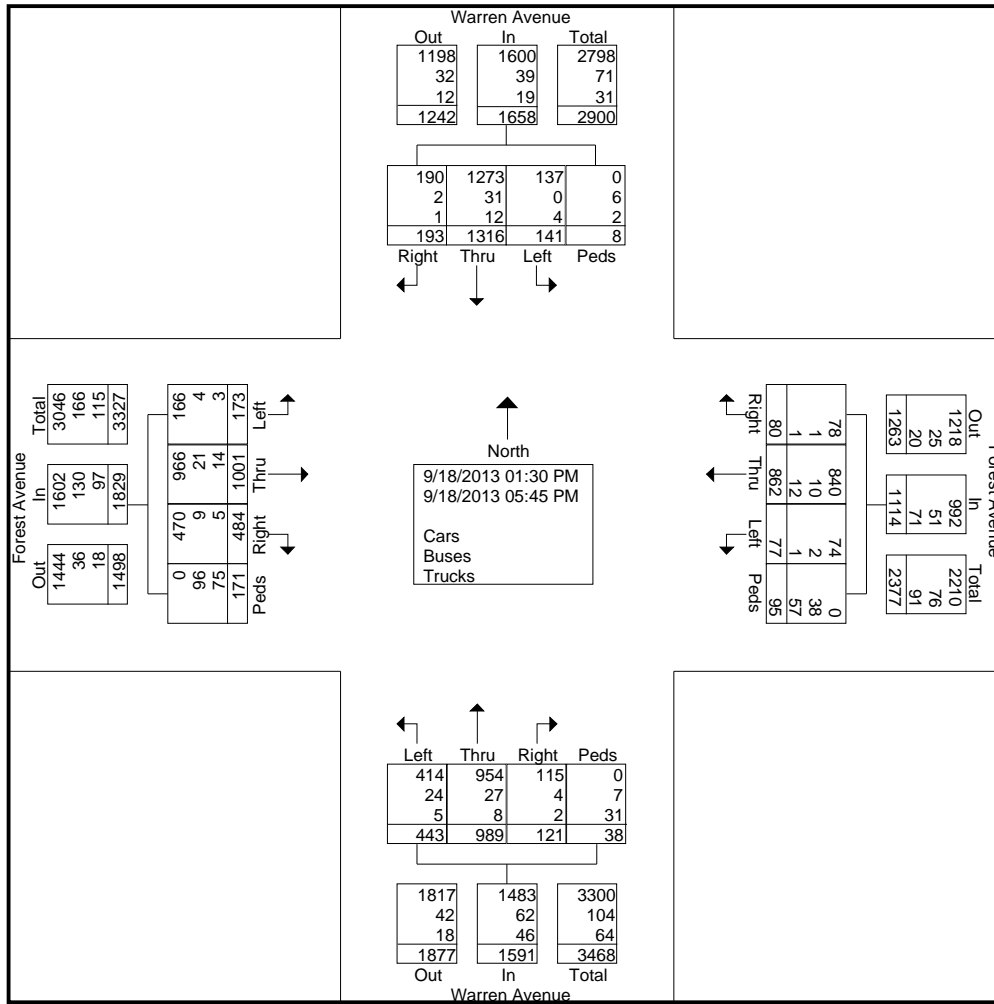 Warren Avenue
Out In Total
1198 1600 2798
32 39 71
12 19 31
1242 1658 2900
190 1273 137 0
2 31 0 6
1 12 4 2
193 1316 141 8
Right Thru Left Peds
Forest Avenue
Total In Out
3046 1602 1444
166 130 36
115 97 18
3327 1829 1498
166 4 3 173 Left
966 21 14 1001 Thru
470 9 5 484 Right
0 96 75 171 Peds
North
9/18/2013 01:30 PM
9/18/2013 05:45 PM
Cars
Buses
Trucks
Right 80 1 1 78
Thru 862 12 10 840
Left 77 1 2 74
Peds 95 57 38 0
Out 1263 20 25 1218
In 1114 71 51 992
Total 2377 91 76 2210
Forest Avenue
Left Thru Right Peds
414 954 115 0
24 27 4 7
5 8 2 31
443 989 121 38
1817 1483 3300
42 62 104
18 46 64
1877 1591 3468
Out In Total
Warren Avenue